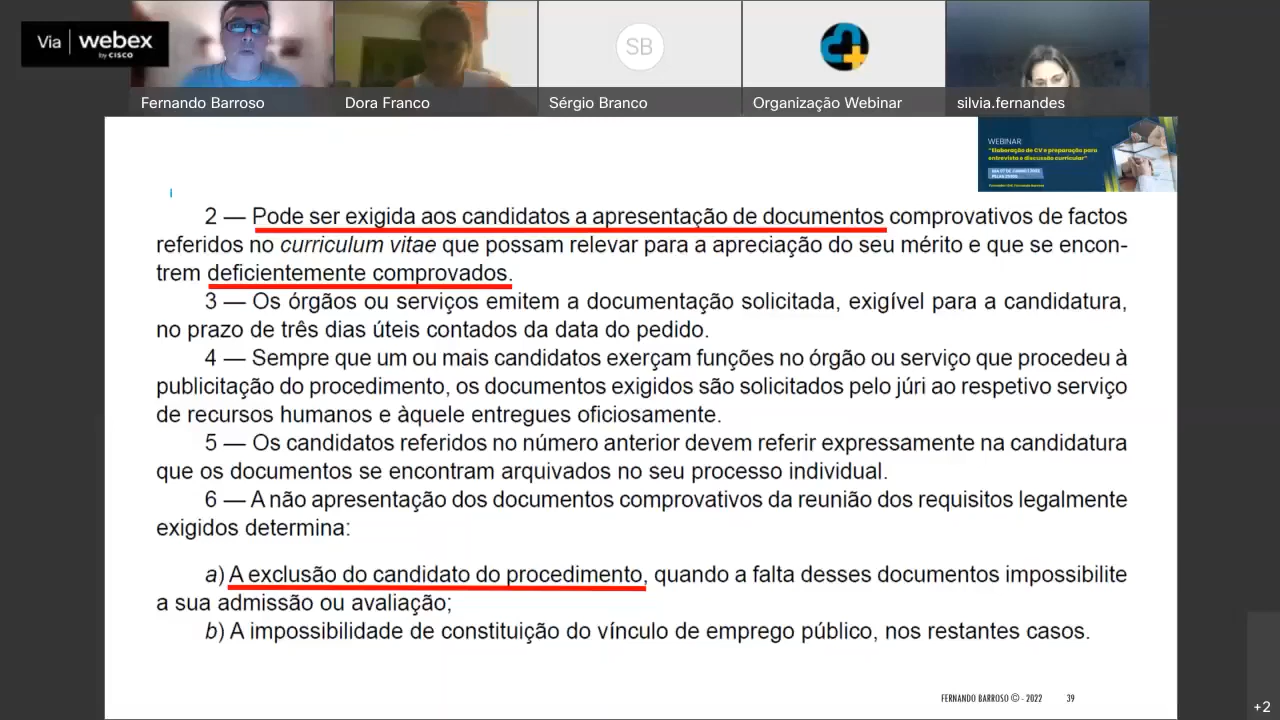 Via webex
by CISCO
SB
Fernando Barroso
Dora Franco
Sérgio Branco
Organização Webinar
silvia.fernandes
WEBINAR
"Elaboração de CV e preparação para
entrevista e discussão curricular"
2 — Pode ser exigida aos candidatos a apresentação de documentos comprovativos de factos
referidos no curriculum vitae que possam relevar para a apreciação do seu mérito e que se encon-
trem deficientemente comprovados.
3 — Os órgãos ou serviços emitem a documentação solicitada, exigível para a candidatura,
no prazo de três dias úteis contados da data do pedido.
4 — Sempre que um ou mais candidatos exerçam funções no órgão ou serviço que procedeu à
publicitação do procedimento, os documentos exigidos são solicitados pelo júri ao respetivo serviço
de recursos humanos e àquele entregues oficiosamente.
5 — Os candidatos referidos no número anterior devem referir expressamente na candidatura
que os documentos se encontram arquivados no seu processo individual.
6 — A não apresentação dos documentos comprovativos da reunião dos requisitos legalmente
exigidos determina:
a) A exclusão do candidato do procedimento, quando a falta desses documentos impossibilite
a sua admissão ou avaliação;
b) A impossibilidade de constituição do vínculo de emprego público, nos restantes casos.
FERNANDO BARROSO © - 2022 39
+2